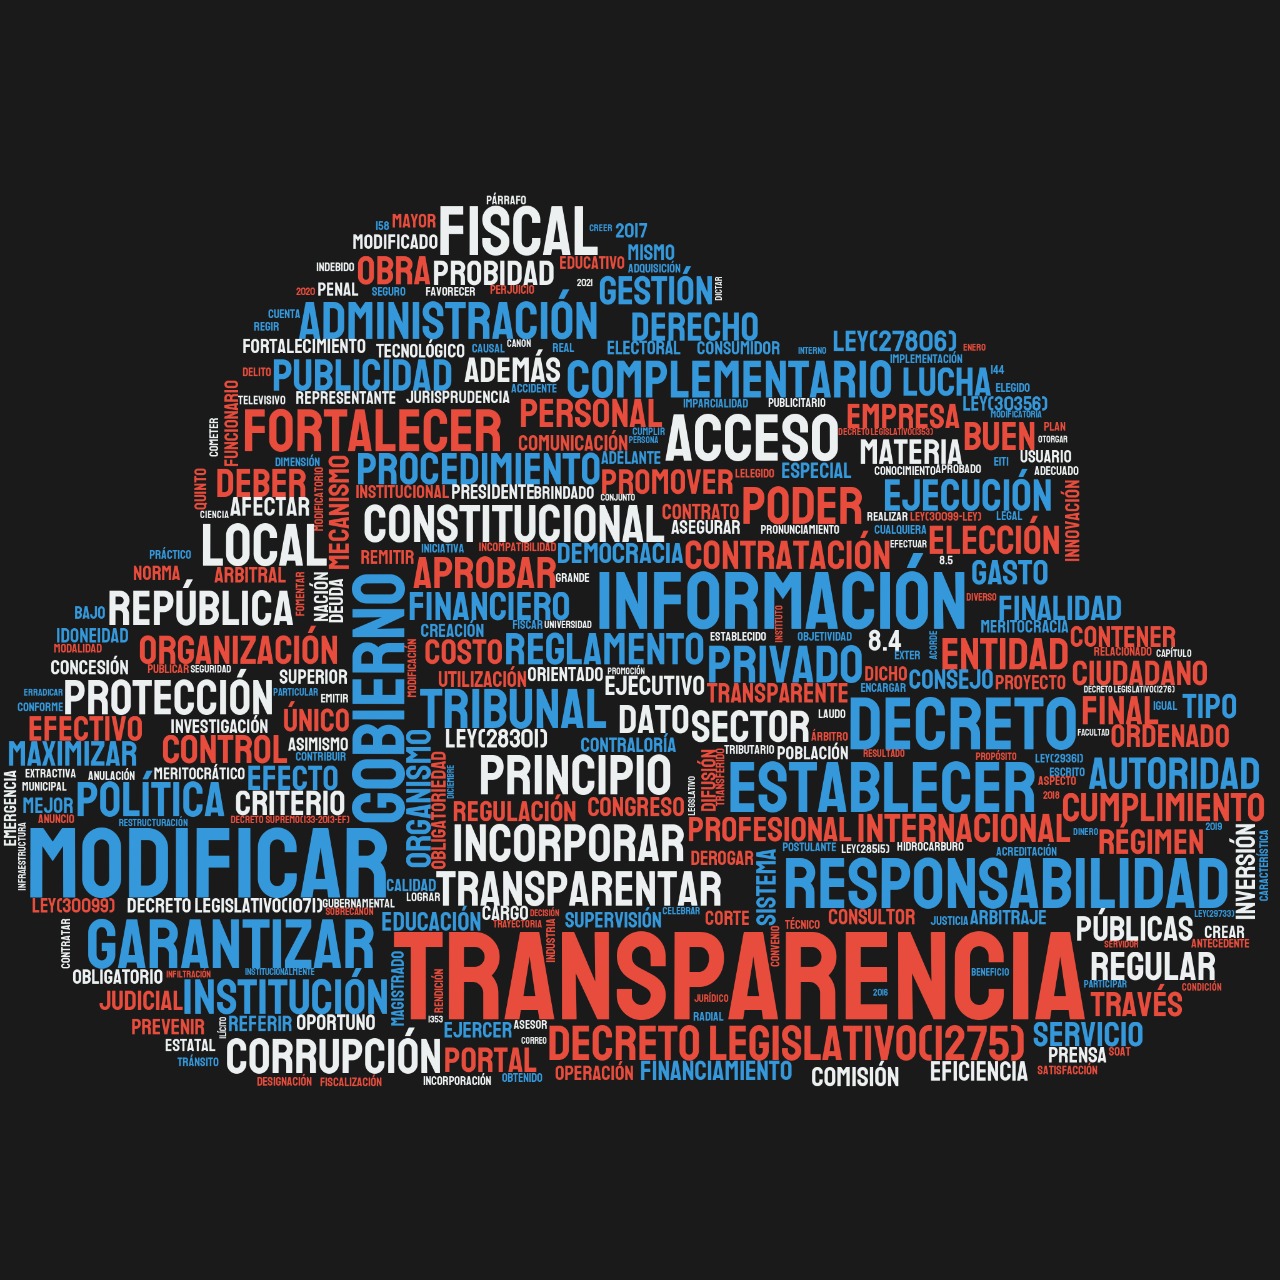 PÁRRAFO
158 MAYOR FISCAL CREER 2017
MODIFICADO MISMO
INDEBIDO OBRA PROBIDAD EDUCATIVO ADQUISICIÓN
2020 PENAL SEGURO FAVORECER PERJUICIO 2021 GESTIÓN DICTAR
CUENTA ADMINISTRACIÓN DERECHO
REGIR LEY(27806) ENERO
FORTALECIMIENTO TECNOLÓGICO CAUSAL CANON REAL ELECTORAL CONSUMIDOR INTERNO IMPLEMENTACIÓN
DELITO PUBLICIDAD ADEMÁS COMPLEMENTARIO LUCHA 144
ACCIDENTE ELEGIDO
TELEVISIVO REPRESENTANTE JURISPRUDENCIA IMPARCIALIDAD PUBLICITARIO LEY(30356)
MODIFICATORIA
FUNCIONARIO COMETER FORTALECER PERSONAL ACCESO EMPRESA BUEN PLAN
CUMPLIR DECRETO LEGISLATIVO(1353) OTORGAR
COMUNICACIÓN PERSONA MATERIA USUARIO
DIMENSIÓN PROCEDIMIENTO ADELANTE EITI
QUINTO DEBER MODIFICATORIO MECANISMO PROMOVER LELEGIDO ESPECIAL CONOCIMIENTO APROBADO ADECUADO
INSTITUCIONAL PRESIDENTE BRINDADO CONJUNTO EJECUCIÓN INNOVACIÓN
CIENCIA AFECTAR CONSTITUCIONAL CONTRATO PODER
REALIZAR LEY(30099-LEY) LEGAL
ASEGURAR PRONUNCIAMIENTO CUALQUIERA
LOCAL EFECTUAR ELECCIÓN
PRÁCTICO REMITIR INICIATIVA INCOMPATIBILIDAD DEMOCRACIA CONTRATACIÓN 8.5
NORMA ARBITRAL FOMENTAR NACIÓN DEUDA APROBAR GRANDE INFORMACIÓN GASTO
BAJO REPÚBLICA GOBIERNO FINANCIERO DIVERSO FINALIDAD
FISCAR UNIVERSIDAD INSTITUTO MERITOCRACIA
IDONEIDAD CREACIÓN ESTABLECIDO OBJETIVIDAD 8.4 ACORDE CONTENER
MODALIDAD ORGANIZACIÓN MODIFICACIÓN COSTO REGLAMENTO PRIVADO EXTER ENTIDAD RELACIONADO CAPÍTULO
CONCESIÓN PUBLICAR SEGURIDAD SUPERIOR UTILIZACIÓN ORIENTADO PROMOCIÓN DICHO CONSEJO PROYECTO CIUDADANO
ERRADICAR PROTECCIÓN PARTICULAR EMITIR EJECUTIVO TRANSPARENTE ENCARGAR DECRETO LEGISLATIVO(1276)
CONFORME TRIBUNAL DATO SECTOR LAUDO DECRETO FINAL IGUAL TIPO
EFECTIVO INVESTIGACIÓN ÚNICO ÁRBITRO FACULTAD ORDENADO
MAXIMIZAR CONTROL ASIMISMO ORGANISMO LEY(28301) CONTRALORÍA TRIBUTARIO POBLACIÓN RESULTADO PROPÓSITO
CONTRIBUIR LEY(29361)
EMERGENCIA EXTRACTIVA ANULACIÓN MERITOCRÁTICO EFECTO OBLIGATORIEDAD DICIEMBRE PRINCIPIO LEGISLATIVO DIFUSIÓN TRANSFERIDO ESTABLECER ESCRITO AUTORIDAD
MUNICIPAL ASPECTO
MEJOR POLÍTICA CRITERIO REGULACIÓN CONGRESO 2018 CUMPLIMIENTO
ANUNCIO RESTRUCTURACIÓN DECRETO SUPREMO(133-2013-EF)
INFRAESTRUCTURA MODIFICAR INCORPORAR PROFESIONAL INTERNACIONAL DINERO RÉGIMEN 2019 INVERSIÓN CARACTERÍSTICA
DEROGAR SISTEMA POSTULANTE LEY(28515) HIDROCARBURO ACREDITACIÓN
CALIDAD TRANSPARENTAR RESPONSABILIDAD
LOGRAR
LEY(30099) DECRETO LEGISLATIVO(1071) GUBERNAMENTAL
SOBRECANON CARGO DECISIÓN CELEBRAR LEY(29733)
CONTRATAR GARANTIZAR EDUCACIÓN TRAYECTORIA SUPERVISIÓN CORTE TÉCNICO CONSULTOR JUSTICIA ARBITRAJE PÚBLICAS CREAR
SERVIDOR ANTECEDENTE
OBLIGATORIO INFILTRACIÓN INSTITUCIONALMENTE MAGISTRADO RENDICIÓN TRANSPARENCIA INDUSTRIA CONVENIO BENEFICIO REGULAR
PARTICIPAR CONDICIÓN
JUDICIAL INSTITUCIÓN JURÍDICO 2016 TRAVÉS
PREVENIR ILÍCITO REFERIR OPORTUNO 1353 EJERCER ASESOR RADIAL
ESTATAL CORREO DECRETO LEGISLATIVO(1275) SERVICIO
TRÁNSITO CORRUPCIÓN PORTAL PRENSA SOAT
DESIGNACIÓN FISCALIZACIÓN INCORPORACIÓN OBTENIDO OPERACIÓN FINANCIAMIENTO COMISIÓN EFICIENCIA SATISFACCIÓN